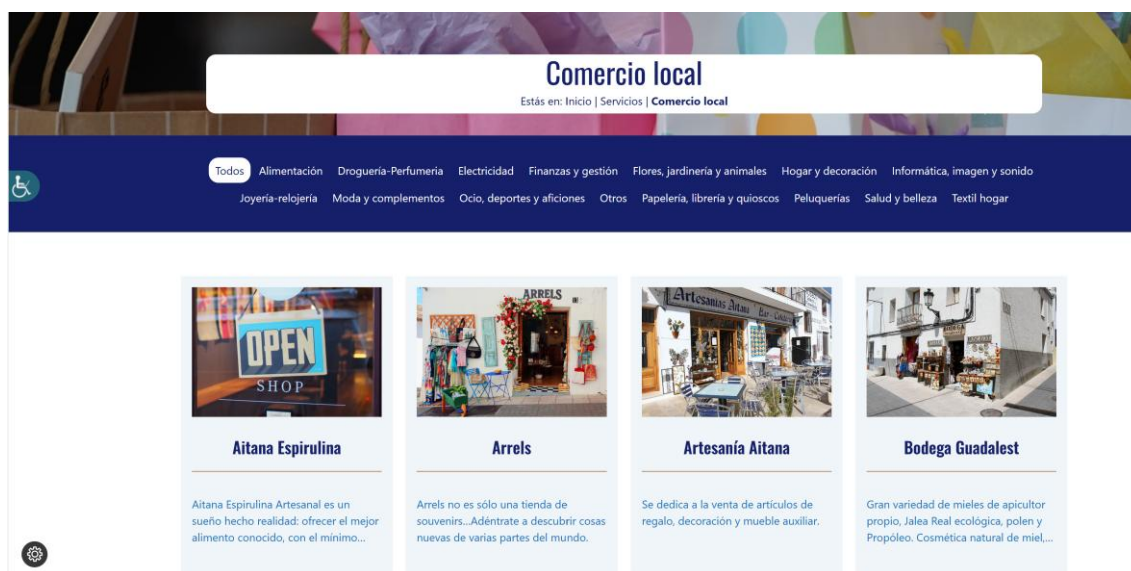 Comercio local
Estás en: Inicio | Servicios | Comercio local
Todos Alimentación Droguería-Perfumeria Electricidad Finanzas y gestión Flores, jardinería y animales Hogar y decoración Informática, imagen y sonido
Joyería-relojería Moda y complementos Ocio, deportes y aficiones Otros Papelería, librería y quioscos Peluquerías Salud y belleza Textil hogar
OPEN
SHOP
ARRELS
Artesanias Aitana Bar-
Aitana Espirulina
Arrels
Artesanía Aitana
Bodega Guadalest
Aitana Espirulina Artesanal es un
sueño hecho realidad: ofrecer el mejor
alimento conocido, con el mínimo...
Arrels no es sólo una tienda de
souvenirs...Adéntrate a descubrir cosas
nuevas de varias partes del mundo.
Se dedica a la venta de artículos de
regalo, decoración y mueble auxiliar.
Gran variedad de mieles de apicultor
propio, Jalea Real ecológica, polen y
Propóleo. Cosmética natural de miel,...